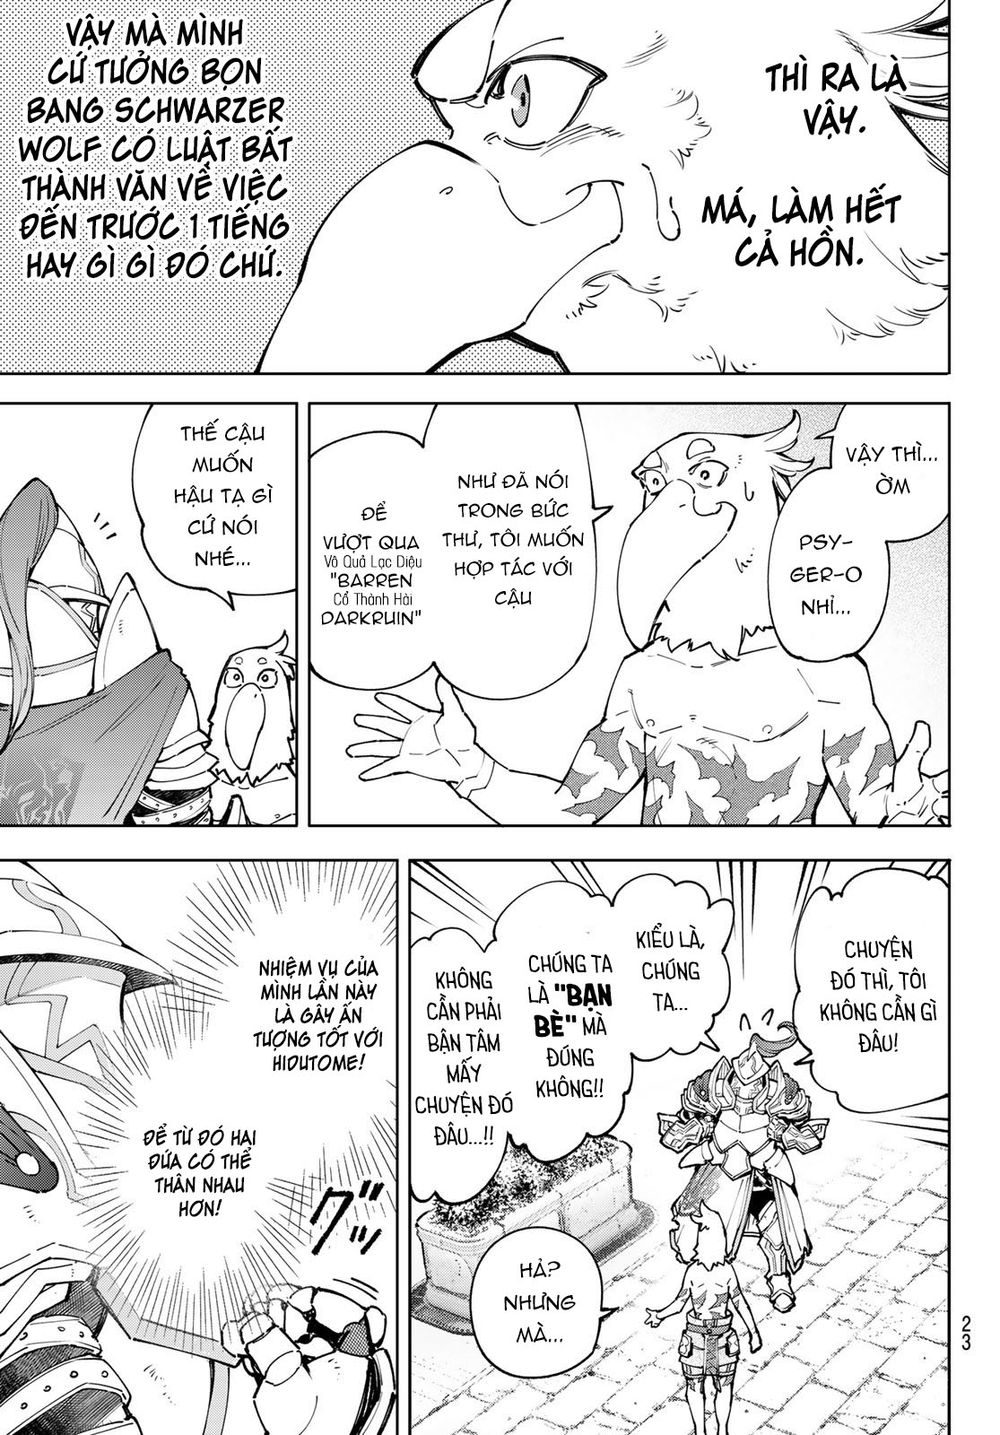 THÌ RA LÀ
VẬY.
MÁ, LÀM HẾT
CẢ HỒN.
VẬY MÀ MÌNH
CỨ TƯỞNG BỌN
BANG SCHWARZER
WOLF CÓ LUẬT BẤT
THÀNH VĂN VỀ VIỆC
ĐẾN TRƯỚC 1 TIẾNG
HAY GÌ GÌ ĐÓ CHỨ.
VẬY THÌ...
ỜM
PSY-
GER-O
NHỈ...
NHƯ ĐÃ NÓI
TRONG BỨC
THƯ, TÔI MUỐN
HỢP TÁC VỚI
CẬU
ĐỂ
VƯỢT QUA
Vô Quả Lạc Diệu
"BARREN
Cổ Thành Hài
DARKRUIN"
THẾ CẬU
MUỐN
HẬU TẠ GÌ
CỨ NÓI
NHÉ...
CHUYỆN
ĐÓ THÌ, TÔI
KHÔNG CẦN GÌ
ĐÂU!
KIỂU LÀ,
CHÚNG
TA...
CHÚNG TA
LÀ "BẠN
BÈ" MÀ
ĐÚNG
KHÔNG!!
KHÔNG
CẦN PHẢI
BẬN TÂM
MẤY
CHUYỆN ĐÓ
ĐÂU...!!
HẢ?
NHƯNG
MÀ...
NHIỆM VỤ CỦA
MÌNH LẦN NÀY
LÀ GÂY ẤN
TƯỢNG TỐT VỚI
HIDUTOME!
ĐỂ TỪ ĐÓ HAI
ĐỨA CÓ THỂ
THÂN NHAU
HƠN!
グッ
23